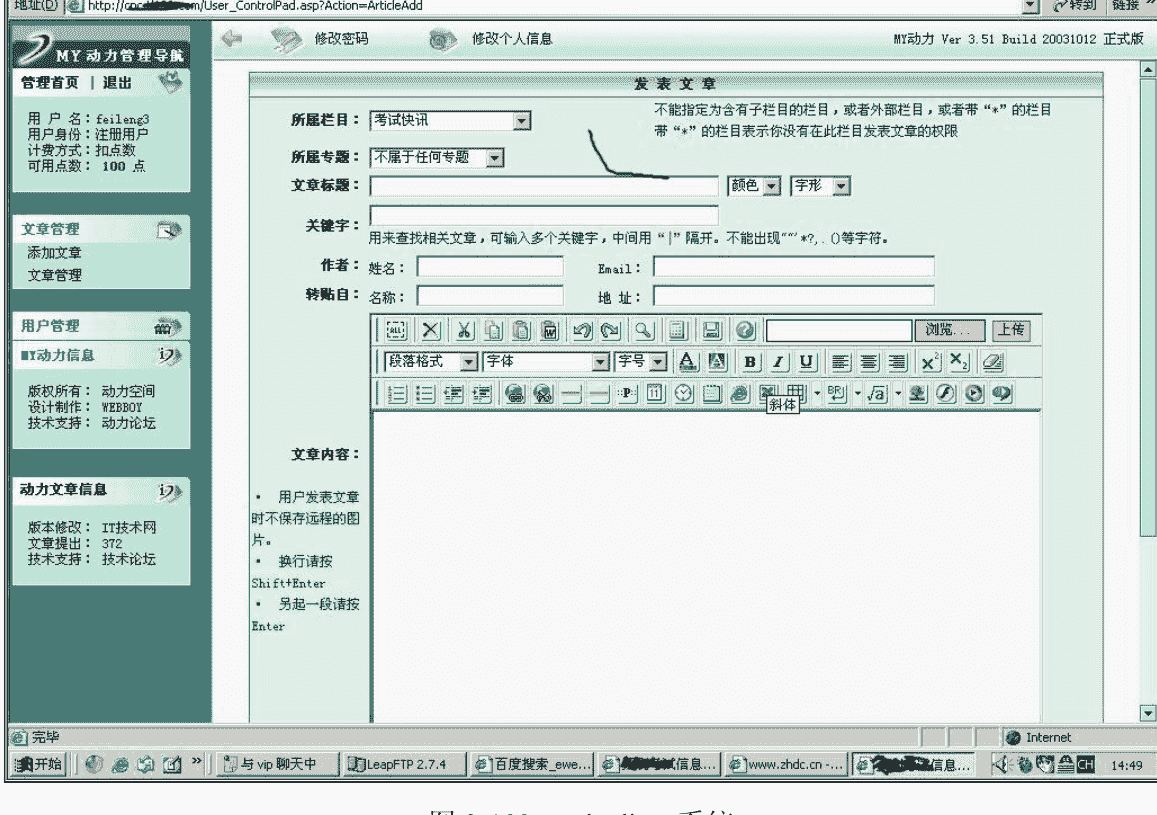 地址(D) http://    m/User_ControlPad.asp?Action=ArticleAdd 转到 链接 »
MY动力管理导航
修改密码 修改个人信息 MY动力 Ver 3.51 Build 20031012 正式版
管理首页 | 退出
用 户 名：feileng3
用户身份：注册用户
计费方式：扣点数
可用点数： 100 点
文章管理
添加文章
文章管理
用户管理
MY动力信息
版权所有： 动力空间
设计制作： WEBBOY
技术支持： 动力论坛
动力文章信息
版本修改： IT技术网
文章提出： 372
技术支持： 技术论坛
发 表 文 章
所属栏目： 考试快讯
不能指定为含有子栏目的栏目，或者外部栏目，或者带“*”的栏目
带“*”的栏目表示你没有在此栏目发表文章的权限
所属专题： 不属于任何专题
文章标题： 颜色 字形
关键字：
用来查找相关文章，可输入多个关键字，中间用“|”隔开。不能出现"“'*?,.()等字符。
作者： 姓名： Email：
转贴自： 名称： 地 址：
ALL W 浏览... 上传
段落格式 字体 字号 A A B I U x² ×₂
:P: 11 BR √a
斜体
文章内容：
• 用户发表文章
时不保存远程的图
片。
• 换行请按
Shift+Enter
• 另起一段请按
Enter
完毕 Internet
开始 » 与 vip 聊天中 LeapFTP 2.7.4 百度搜索_ewe... 信息... www.zhdc.cn -... 信息... CH 14:49